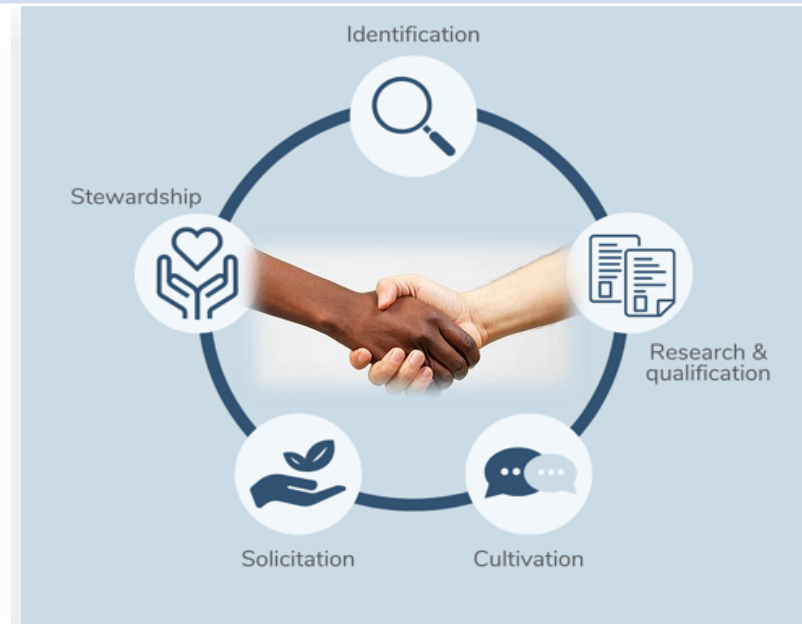 Identification
Stewardship
Research &
qualification
Solicitation
Cultivation